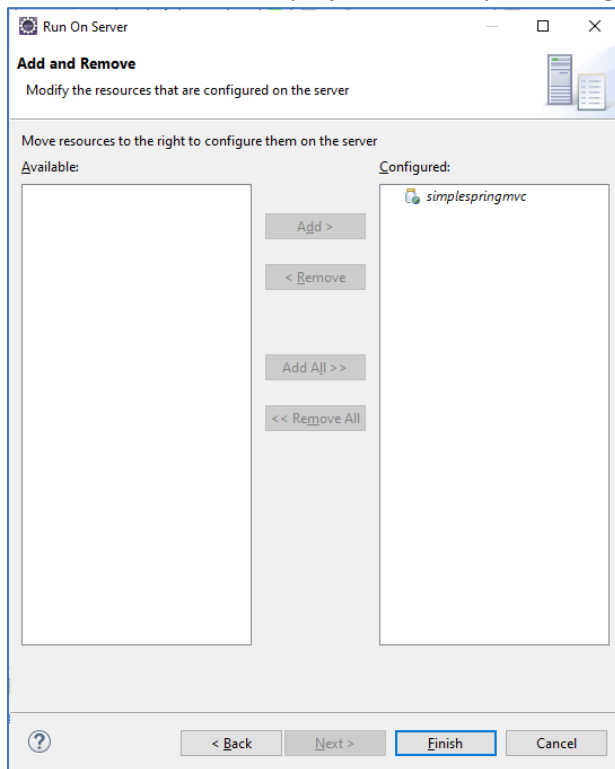 Run On Server
Add and Remove
Modify the resources that are configured on the server
Move resources to the right to configure them on the server
Available:
Configured:
simplespringmvc
Add >
< Remove
Add All >>
<< Remove All
?
< Back
Next >
Finish
Cancel